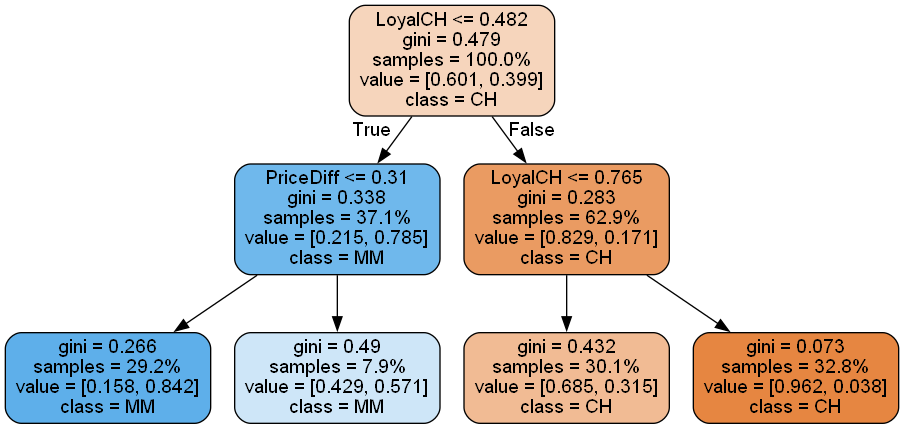 LoyalCH <= 0.482
gini = 0.479
samples = 100.0%
value = [0.601, 0.399]
class = CH
True
False
PriceDiff <= 0.31
gini = 0.338
samples = 37.1%
value = [0.215, 0.785]
class = MM
LoyalCH <= 0.765
gini = 0.283
samples = 62.9%
value = [0.829, 0.171]
class = CH
gini = 0.266
samples = 29.2%
value = [0.158, 0.842]
class = MM
gini = 0.49
samples = 7.9%
value = [0.429, 0.571]
class = MM
gini = 0.432
samples = 30.1%
value = [0.685, 0.315]
class = CH
gini = 0.073
samples = 32.8%
value = [0.962, 0.038]
class = CH